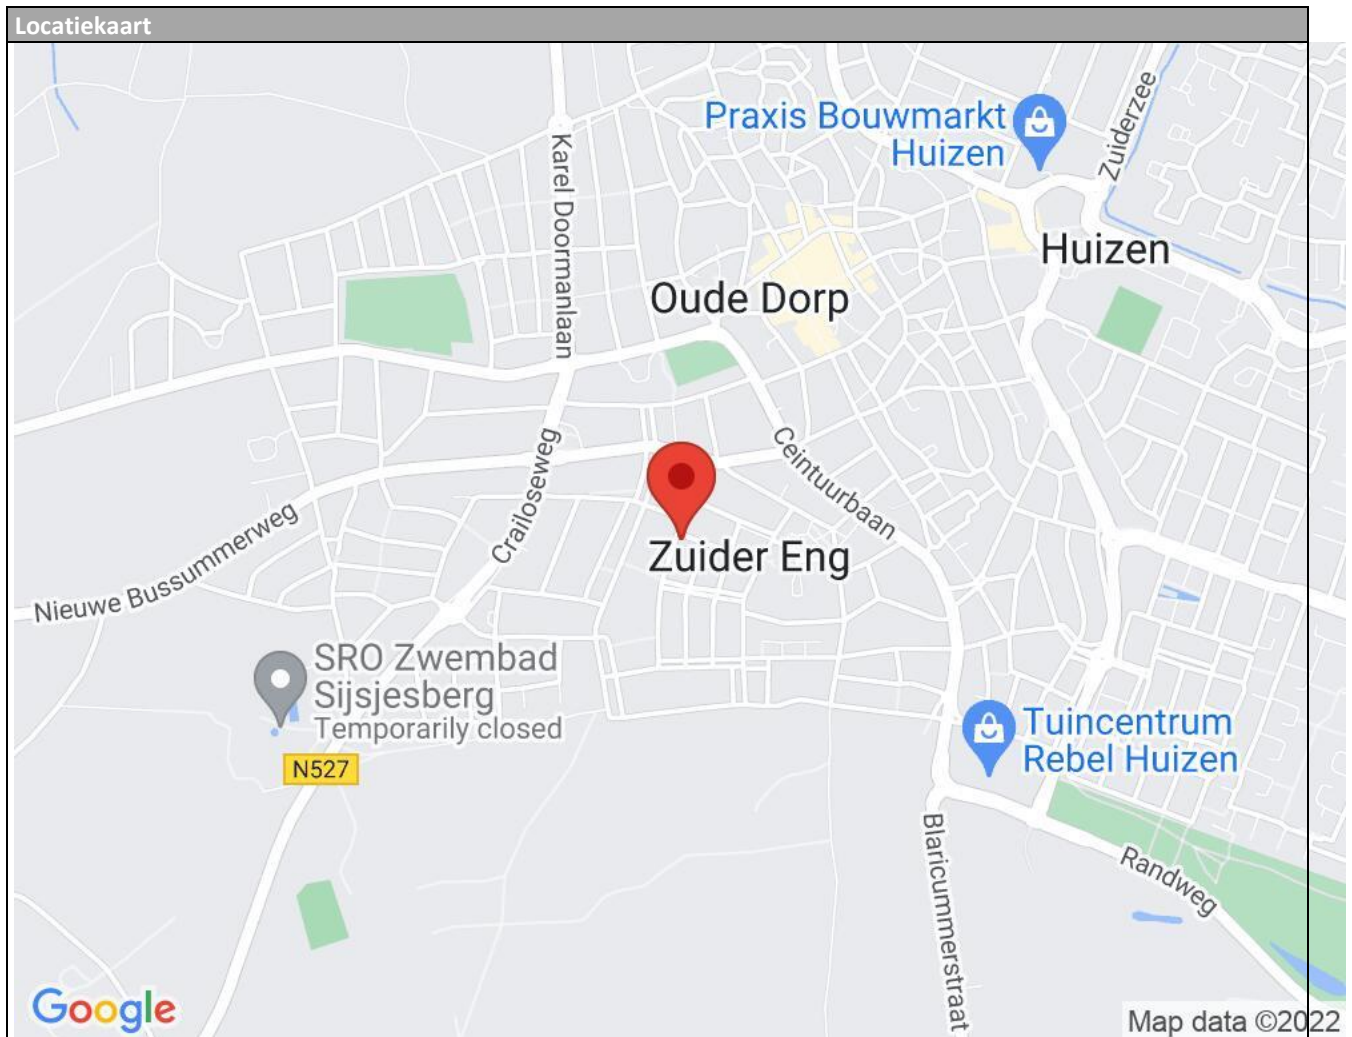 Locatiekaart
Praxis Bouwmarkt
Huizen
Zuiderzee
Karel Doormanlaan
Huizen
Oude Dorp
Ceintuurbaan
Crailoseweg
Nieuwe Bussummerweg
Zuider Eng
SRO Zwembad
Sijsjesberg
Temporarily closed
N527
Tuincentrum
Rebel Huizen
Blaricummerstraat
Randweg
Google
Map data ©2022